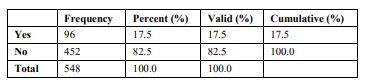 Frequency Percent (%) Valid (%) Cumulative (%)
Yes 96 17.5 17.5 17.5
No 452 82.5 82.5 100.0
Total 548 100.0 100.0